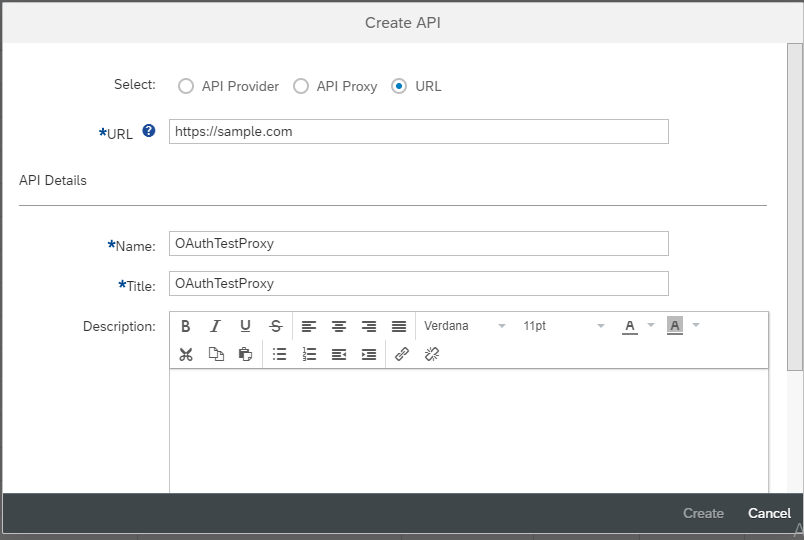 Create API
Select: API Provider API Proxy URL
*URL ? https://sample.com
API Details
*Name: OAuthTestProxy
*Title: OAuthTestProxy
Description: B I U S Verdana 11pt A A
Create Cancel
A